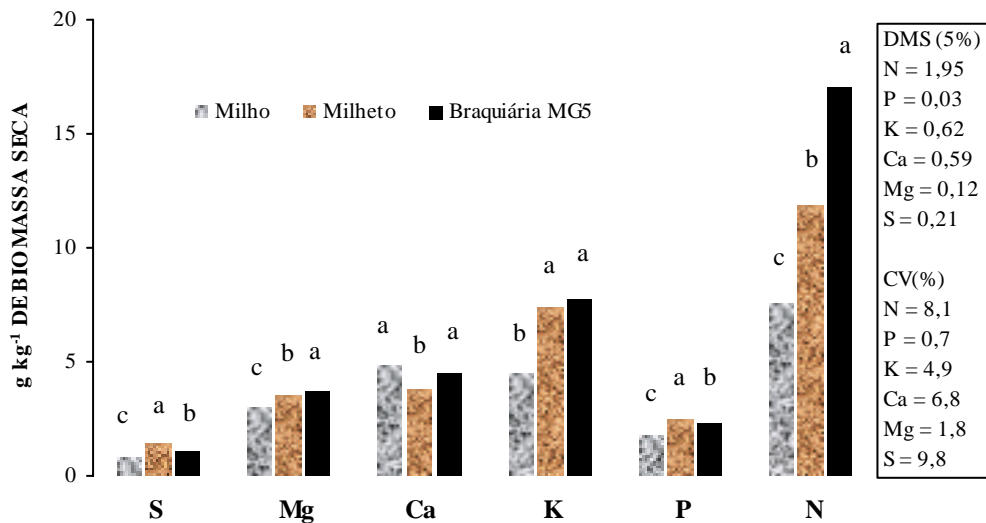 20
15
10
5
0
g kg⁻¹ DE BIOMASSA SECA
Milho Milheto Braquiária MG5
c a b
c b a
a b a
b a a
c a b
c b a
S Mg Ca K P N
DMS (5%)
N = 1,95
P = 0,03
K = 0,62
Ca = 0,59
Mg = 0,12
S = 0,21
CV(%)
N = 8,1
P = 0,7
K = 4,9
Ca = 6,8
Mg = 1,8
S = 9,8